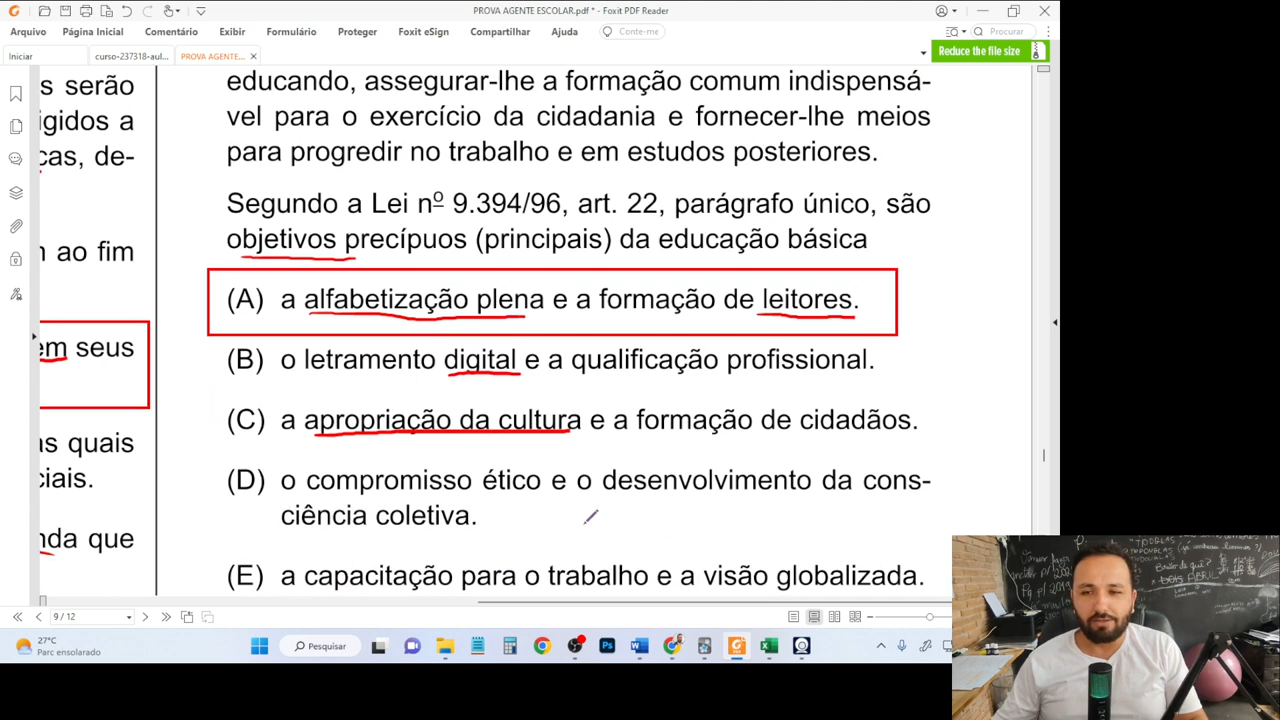 PROVA AGENTE ESCOLAR.pdf * - Foxit PDF Reader
Arquivo Página Inicial Comentário Exibir Formulário Proteger Foxit eSign Compartilhar Ajuda Conte-me Procurar
Iniciar curso-237318-aul... PROVA AGENTE... Reduce the file size
s serão
igidos a
cas, de-
m ao fim
em seus
as quais
ciais.
nda que
educando, assegurar-lhe a formação comum indispensá-
vel para o exercício da cidadania e fornecer-lhe meios
para progredir no trabalho e em estudos posteriores.
Segundo a Lei nº 9.394/96, art. 22, parágrafo único, são
objetivos precípuos (principais) da educação básica
(A) a alfabetização plena e a formação de leitores.
(B) o letramento digital e a qualificação profissional.
(C) a apropriação da cultura e a formação de cidadãos.
(D) o compromisso ético e o desenvolvimento da cons-
ciência coletiva.
(E) a capacitação para o trabalho e a visão globalizada.
9 / 12
27°C
Parc ensolarado
Pesquisar